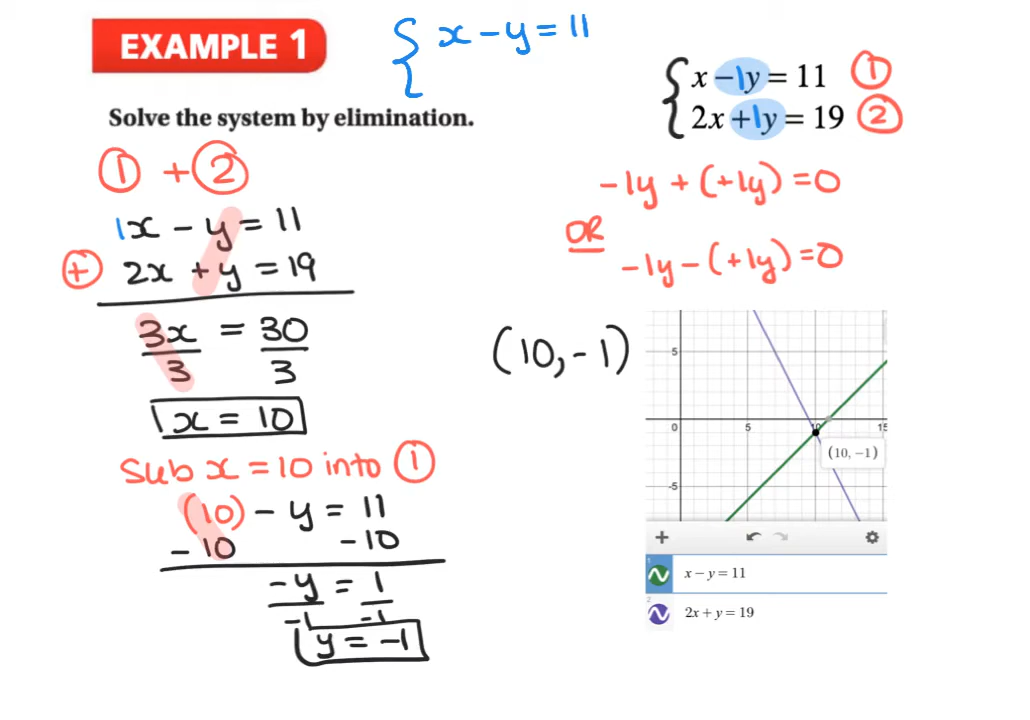 EXAMPLE 1
{ x - y = 11
Solve the system by elimination.
{ x - 1y = 11 ①
2x + 1y = 19 ②
① + ②
1x - y = 11
⊕ 2x + y = 19
3x = 30
3 3
1x = 10
-1y + (+1y) = 0
OR
-1y - (+1y) = 0
(10, -1)
5
0 5 10 15
(10, −1)
-5
Sub x = 10 into ①
(10) - y = 11
- 10 - 10
-y = 1
-1 -1
y = -1
+
1
x − y = 11
2
2x + y = 19